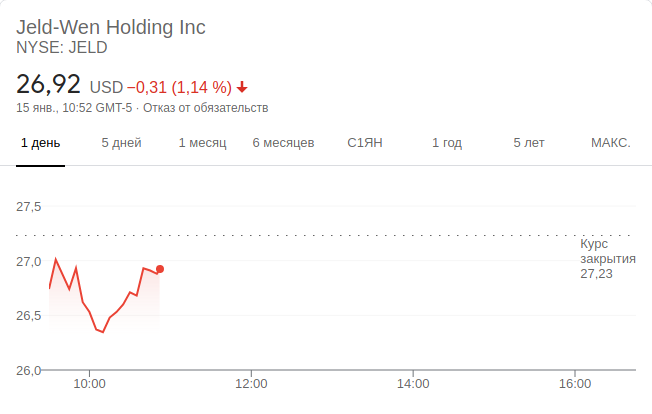 Jeld-Wen Holding Inc
NYSE: JELD
26,92 USD −0,31 (1,14 %)
15 янв., 10:52 GMT-5 · Отказ от обязательств
1 день 5 дней 1 месяц 6 месяцев С1ЯН 1 год 5 лет МАКС.
27,5
Курс
закрытия
27,23
27,0
26,5
26,0
10:00 12:00 14:00 16:00